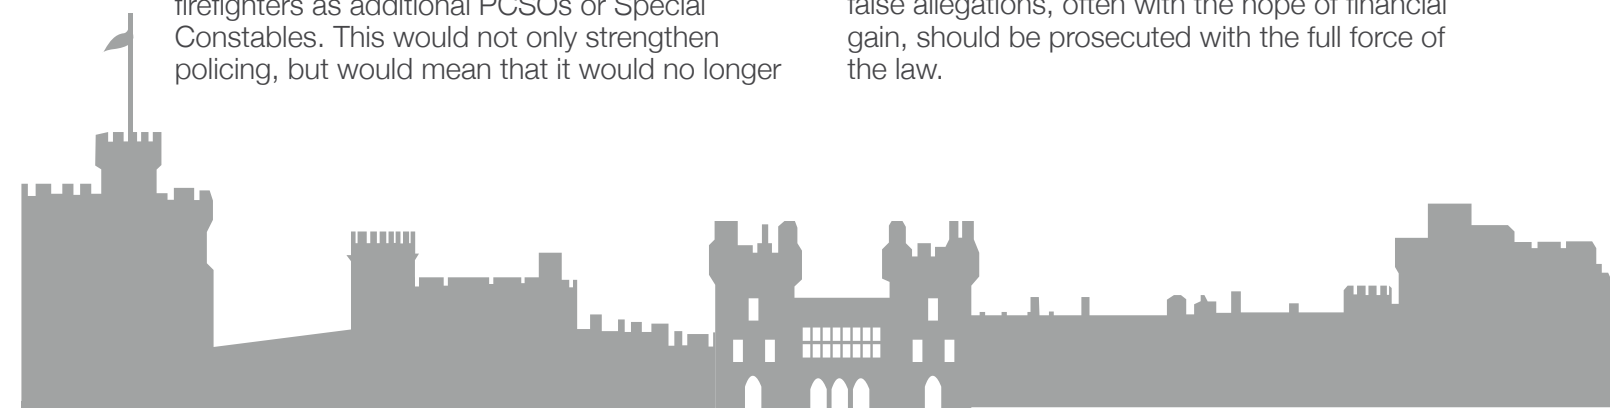 firefighters as additional PCSOs or Special
Constables. This would not only strengthen
policing, but would mean that it would no longer
false allegations, often with the hope of financial
gain, should be prosecuted with the full force of
the law.